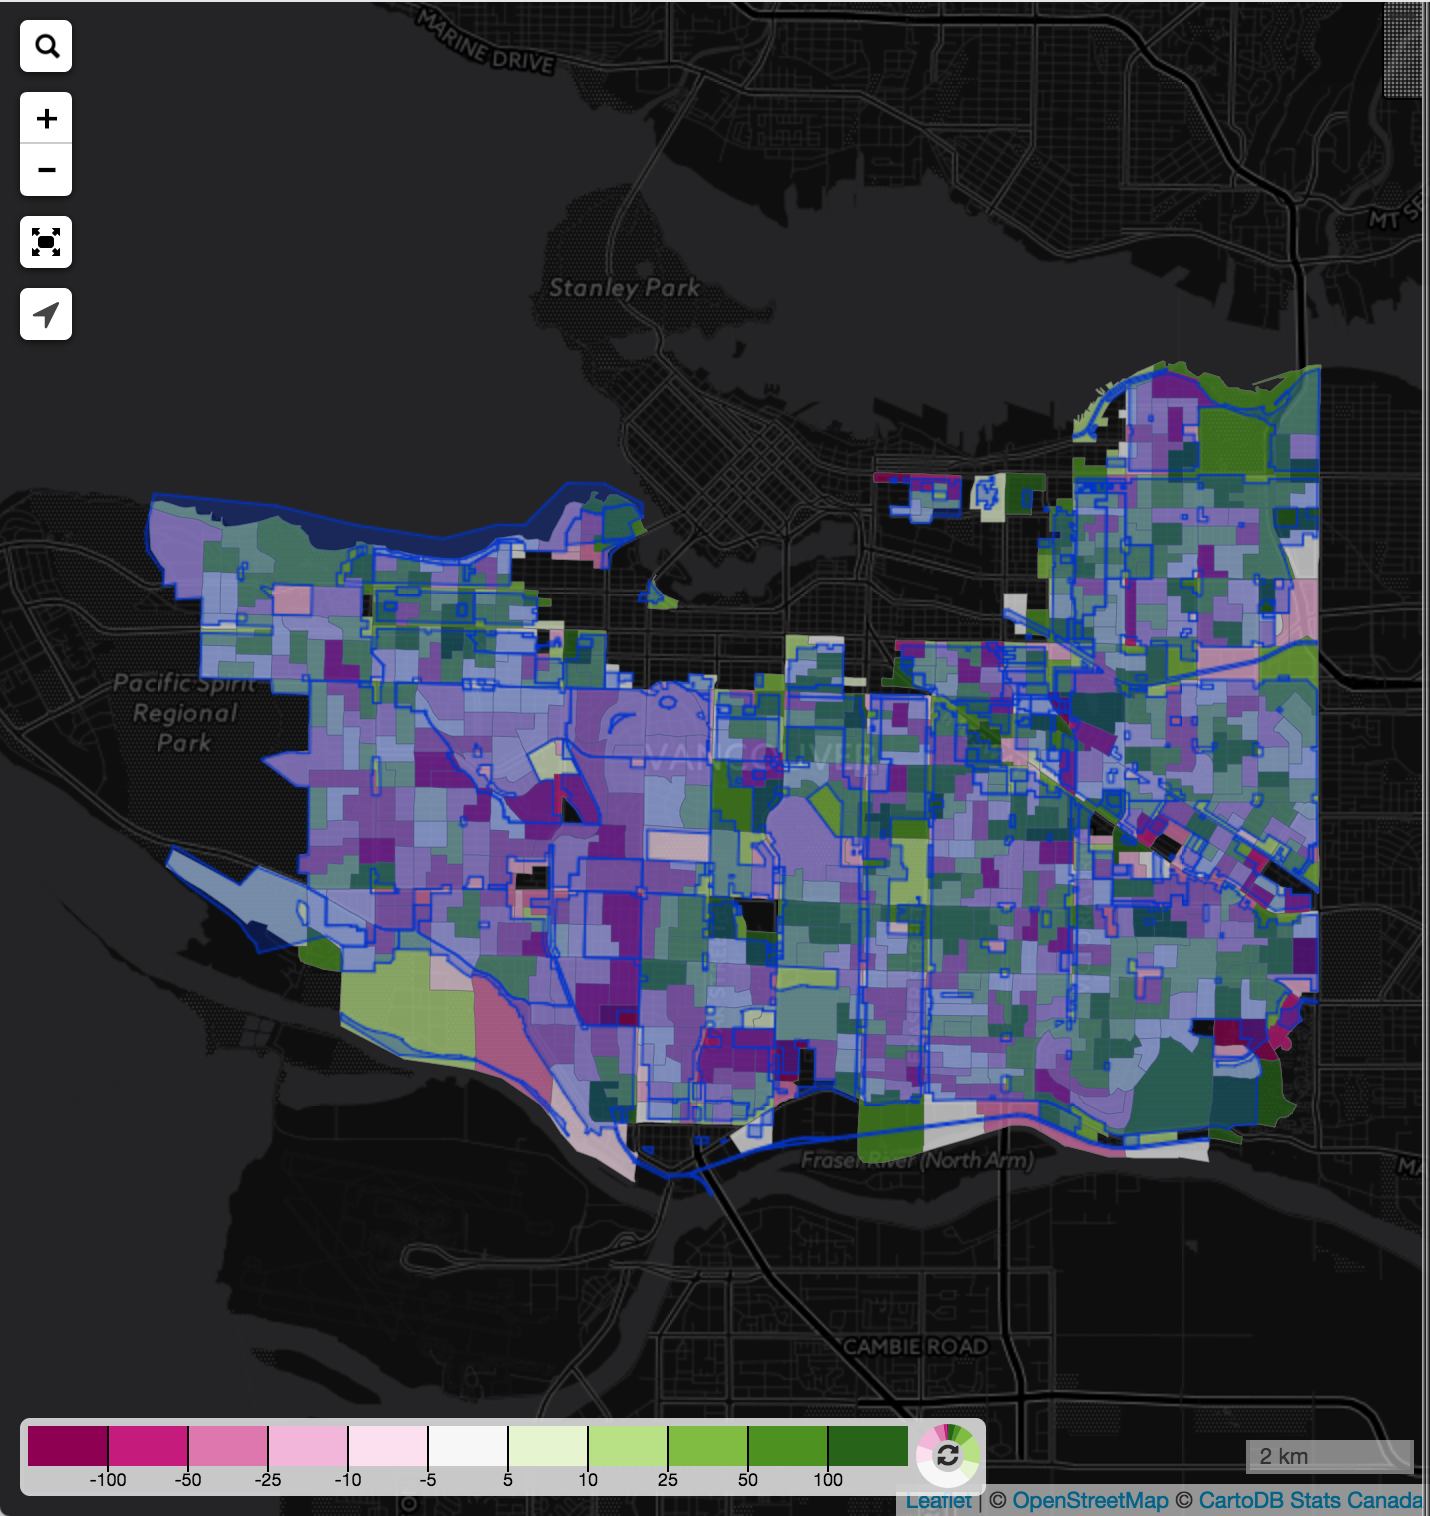 MARINE DRIVE
+
−
Stanley Park
Pacific Spirit
Regional
Park
VANCOUVER
Fraser River (North Arm)
CAMBIE ROAD
-100 -50 -25 -10 -5 5 10 25 50 100
2 km
Leaflet | © OpenStreetMap © CartoDB Stats Canada